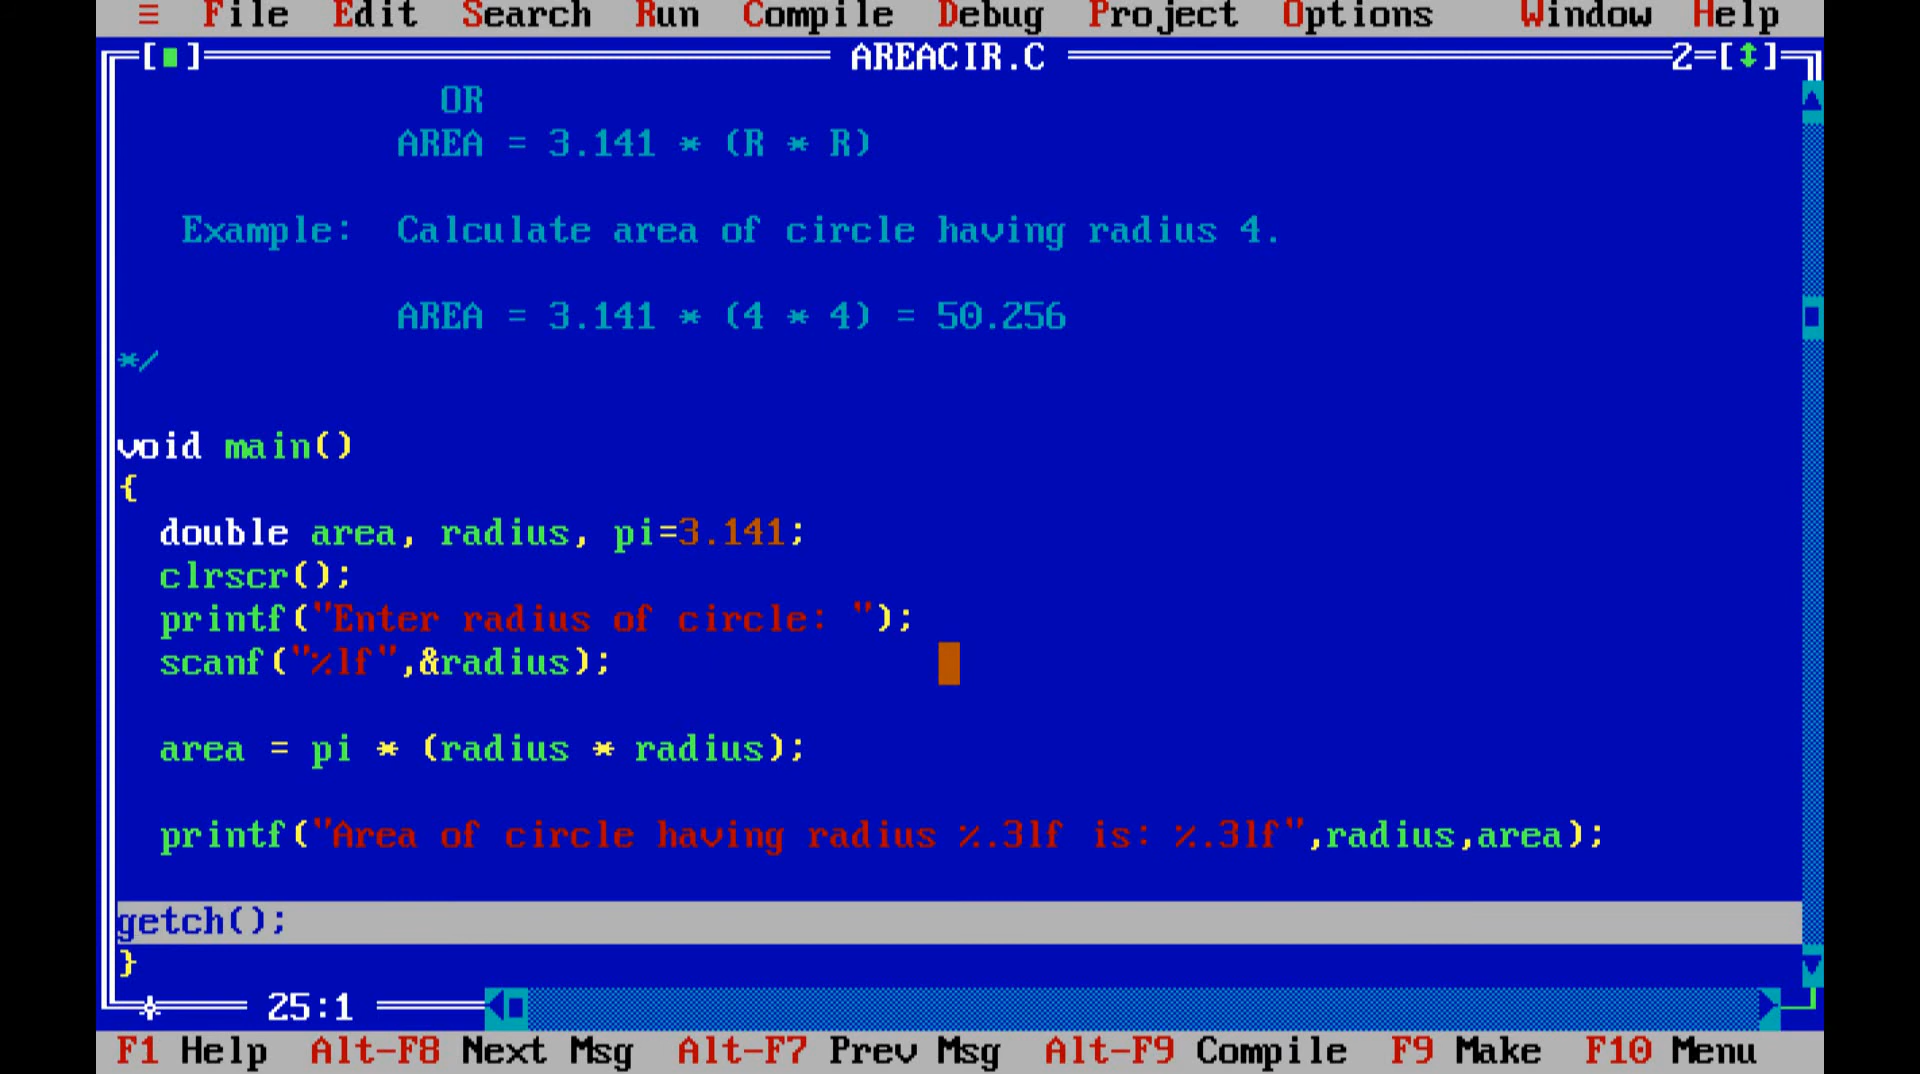 ≡ File Edit Search Run Compile Debug Project Options Window Help
[■] AREACIR.C 2=[↕]
OR
AREA = 3.141 * (R * R)
Example: Calculate area of circle having radius 4.
AREA = 3.141 * (4 * 4) = 50.256
*/
void main()
{
double area, radius, pi=3.141;
clrscr();
printf("Enter radius of circle: ");
scanf("%lf",&radius);
area = pi * (radius * radius);
printf("Area of circle having radius %.3lf is: %.3lf",radius,area);
getch();
}
25:1
F1 Help Alt-F8 Next Msg Alt-F7 Prev Msg Alt-F9 Compile F9 Make F10 Menu